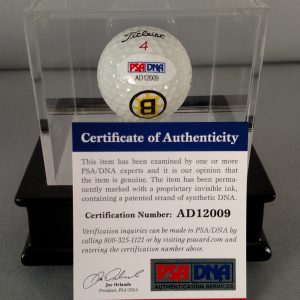 Titleist
4
PSA/DNA
AD12009
B
Certificate of Authenticity
This item has been examined by one or more
PSA/DNA experts and it is our opinion that
the item is genuine. The item has been per-
manently marked with a proprietary invisible ink,
containing a patented strand of synthetic DNA.
Certification Number: AD12009
Verification inquiries can be made to PSA/DNA by
calling 800-325-1121 or by visiting psacard.com and
entering the certification number above.
Joe Orlando
Joe Orlando
President, PSA/DNA
PSA/DNA
AUTHENTICATION SERVICES